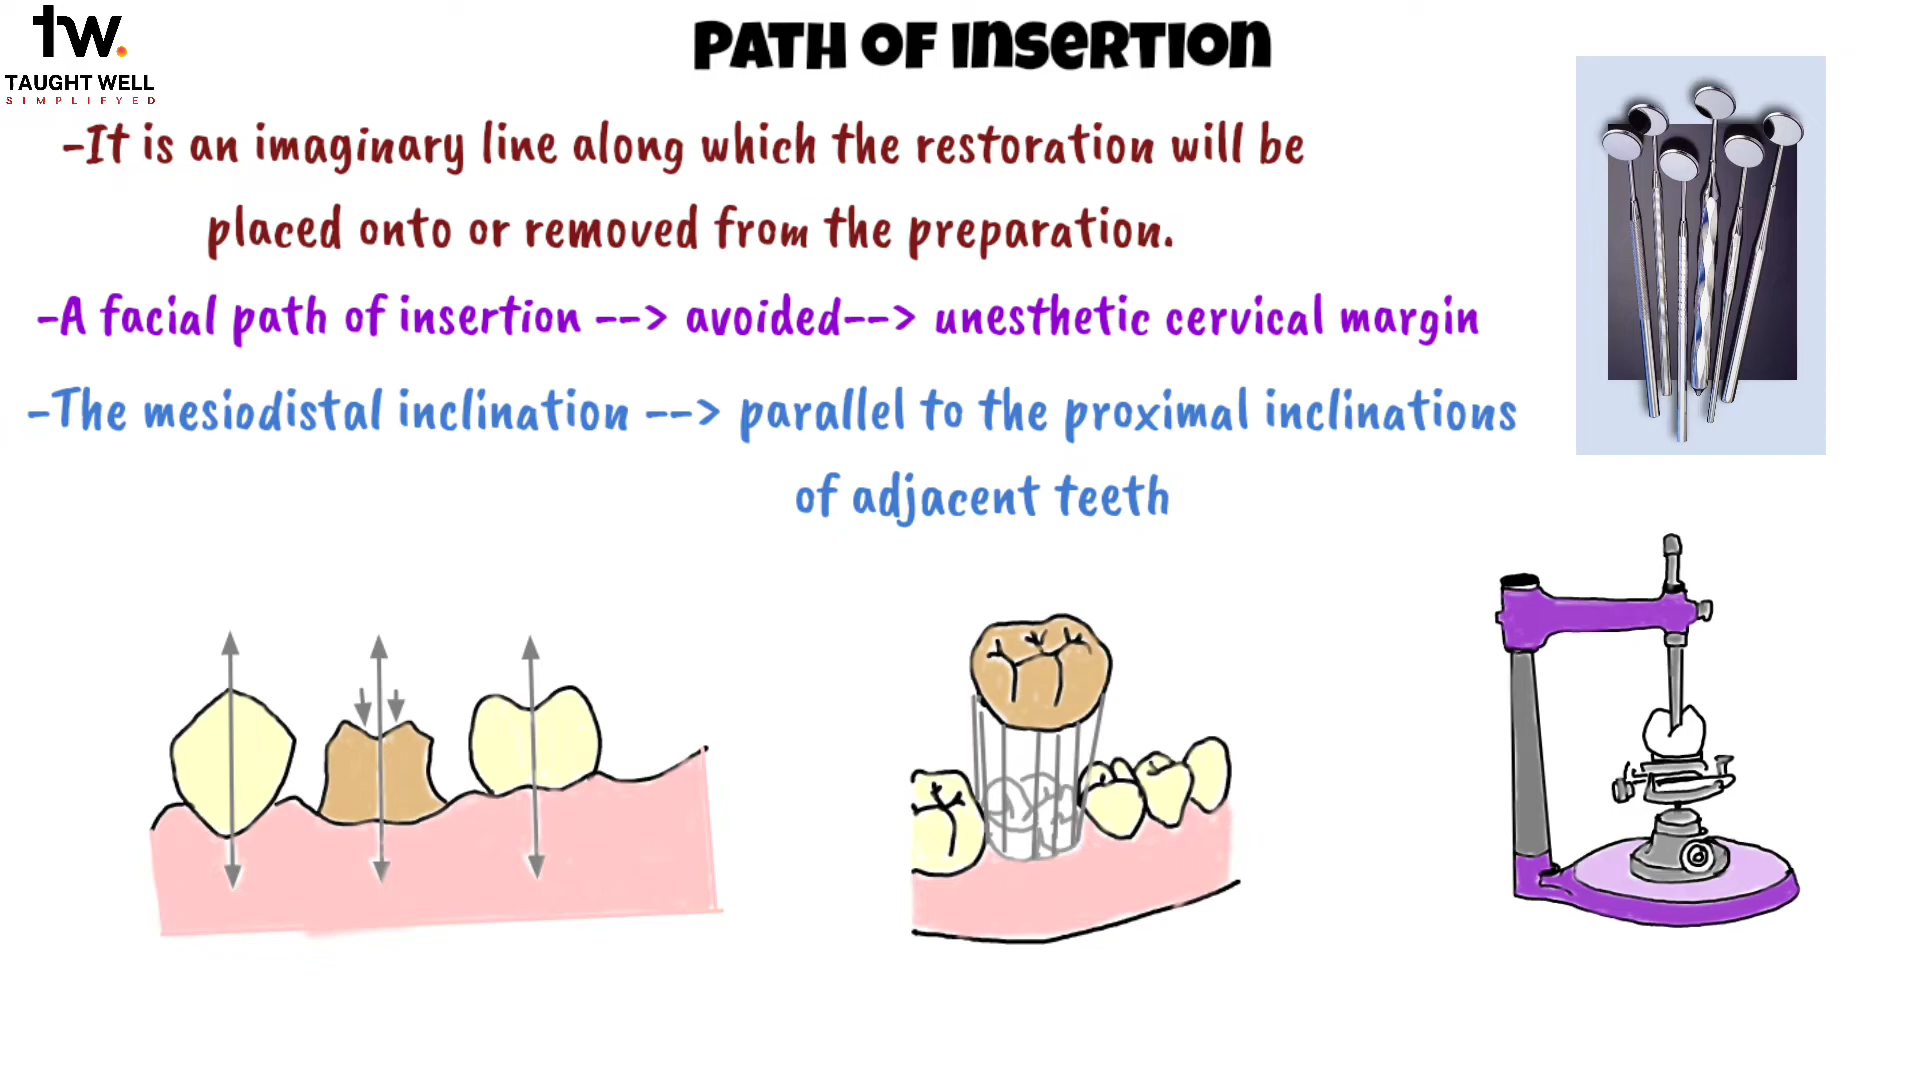 tw.
TAUGHT WELL
SIMPLIFYED
PATH OF INSERTION
-It is an imaginary line along which the restoration will be
placed onto or removed from the preparation.
-A facial path of insertion --> avoided--> unesthetic cervical margin
-The mesiodistal inclination --> parallel to the proximal inclinations
of adjacent teeth